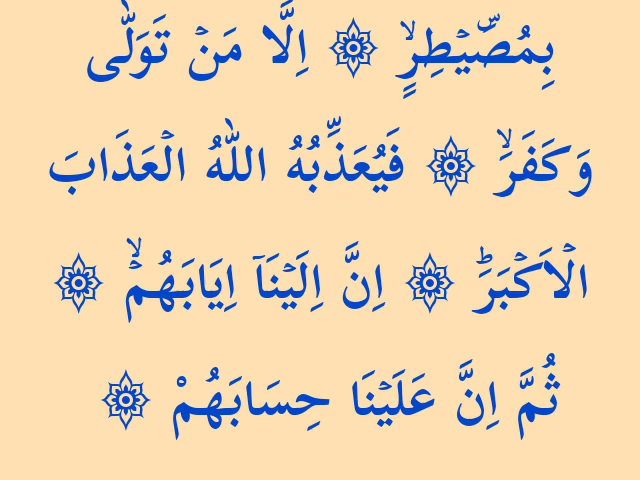 بِمُصَۜيْطِرٍۙ ۞ اِلَّا مَنْ تَوَلّٰى
وَكَفَرَۙ ۞ فَيُعَذِّبُهُ اللّٰهُ الْعَذَابَ
الْاَكْبَرَؕ ۞ اِنَّ اِلَيْنَاۤ اِيَابَهُمْۙ ۞
ثُمَّ اِنَّ عَلَيْنَا حِسَابَهُمْ ۞